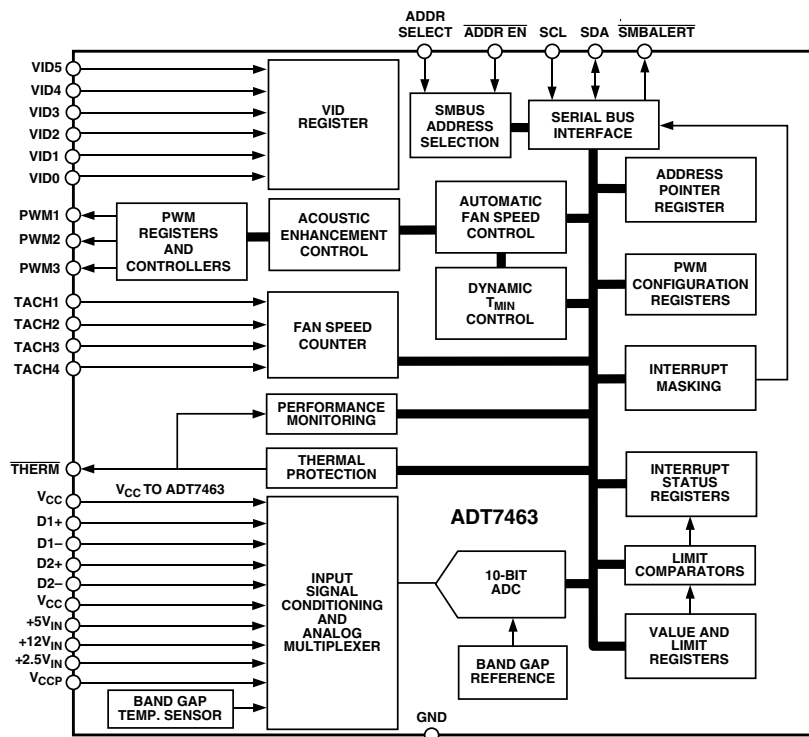 ADDR
SELECT
ADDR EN
SCL
SDA
SMBALERT
VID5
VID4
VID3
VID2
VID1
VID0
VID
REGISTER
SMBUS
ADDRESS
SELECTION
SERIAL BUS
INTERFACE
ADDRESS
POINTER
REGISTER
PWM1
PWM2
PWM3
PWM
REGISTERS
AND
CONTROLLERS
ACOUSTIC
ENHANCEMENT
CONTROL
AUTOMATIC
FAN SPEED
CONTROL
DYNAMIC
TMIN
CONTROL
PWM
CONFIGURATION
REGISTERS
TACH1
TACH2
TACH3
TACH4
FAN SPEED
COUNTER
INTERRUPT
MASKING
PERFORMANCE
MONITORING
THERM
THERMAL
PROTECTION
INTERRUPT
STATUS
REGISTERS
VCC
VCC TO ADT7463
D1+
D1–
D2+
D2–
VCC
+5VIN
+12VIN
+2.5VIN
VCCP
INPUT
SIGNAL
CONDITIONING
AND
ANALOG
MULTIPLEXER
ADT7463
10-BIT
ADC
LIMIT
COMPARATORS
BAND GAP
REFERENCE
VALUE AND
LIMIT
REGISTERS
BAND GAP
TEMP. SENSOR
GND